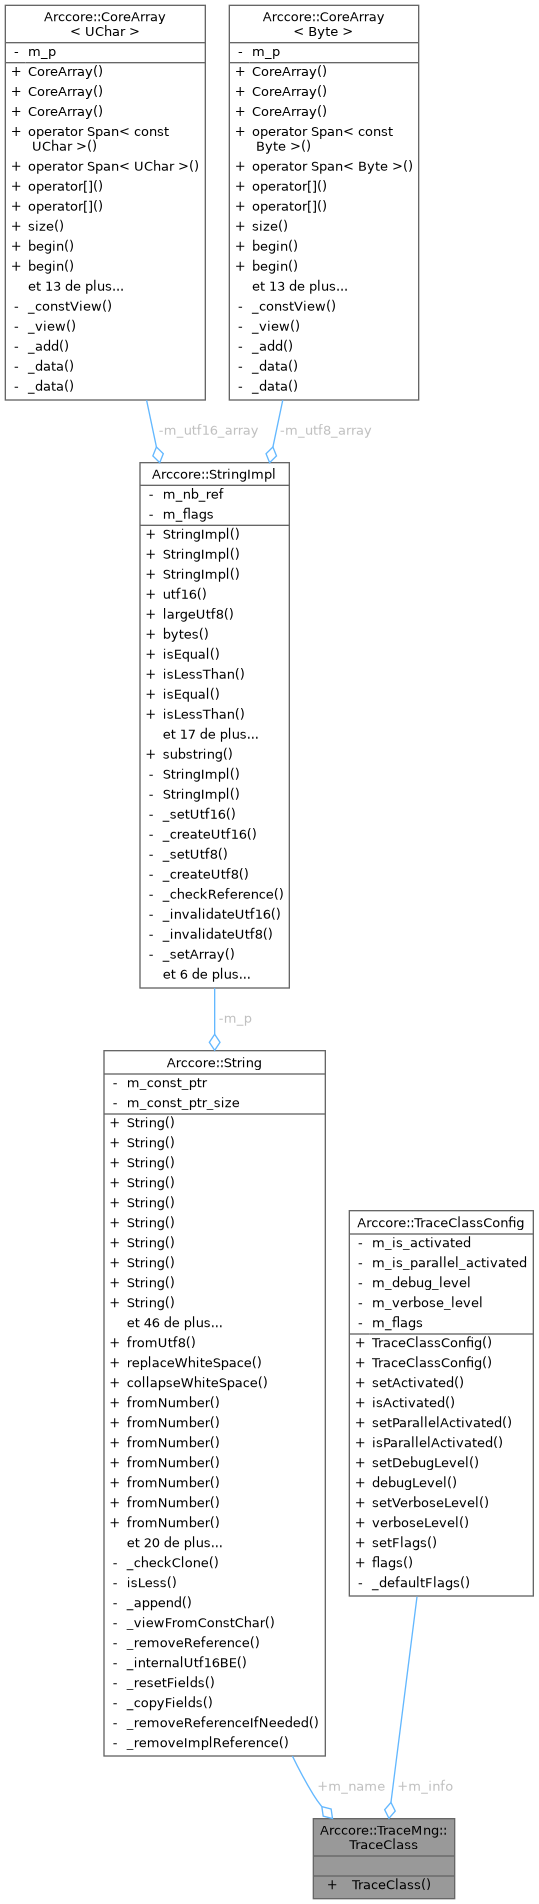 Arccore::CoreArray
< UChar >
- m_p
+ CoreArray()
+ CoreArray()
+ CoreArray()
+ operator Span< const
UChar >()
+ operator Span< UChar >()
+ operator[]()
+ operator[]()
+ size()
+ begin()
+ begin()
et 13 de plus...
- _constView()
- _view()
- _add()
- _data()
- _data()
Arccore::CoreArray
< Byte >
- m_p
+ CoreArray()
+ CoreArray()
+ CoreArray()
+ operator Span< const
Byte >()
+ operator Span< Byte >()
+ operator[]()
+ operator[]()
+ size()
+ begin()
+ begin()
et 13 de plus...
- _constView()
- _view()
- _add()
- _data()
- _data()
-m_utf16_array
-m_utf8_array
Arccore::StringImpl
- m_nb_ref
- m_flags
+ StringImpl()
+ StringImpl()
+ StringImpl()
+ utf16()
+ largeUtf8()
+ bytes()
+ isEqual()
+ isLessThan()
+ isEqual()
+ isLessThan()
et 17 de plus...
+ substring()
- StringImpl()
- StringImpl()
- _setUtf16()
- _createUtf16()
- _setUtf8()
- _createUtf8()
- _checkReference()
- _invalidateUtf16()
- _invalidateUtf8()
- _setArray()
et 6 de plus...
-m_p
Arccore::String
- m_const_ptr
- m_const_ptr_size
+ String()
+ String()
+ String()
+ String()
+ String()
+ String()
+ String()
+ String()
+ String()
+ String()
et 46 de plus...
+ fromUtf8()
+ replaceWhiteSpace()
+ collapseWhiteSpace()
+ fromNumber()
+ fromNumber()
+ fromNumber()
+ fromNumber()
+ fromNumber()
+ fromNumber()
+ fromNumber()
et 20 de plus...
- _checkClone()
- isLess()
- _append()
- _viewFromConstChar()
- _removeReference()
- _internalUtf16BE()
- _resetFields()
- _copyFields()
- _removeReferenceIfNeeded()
- _removeImplReference()
Arccore::TraceClassConfig
- m_is_activated
- m_is_parallel_activated
- m_debug_level
- m_verbose_level
- m_flags
+ TraceClassConfig()
+ TraceClassConfig()
+ setActivated()
+ isActivated()
+ setParallelActivated()
+ isParallelActivated()
+ setDebugLevel()
+ debugLevel()
+ setVerboseLevel()
+ verboseLevel()
+ setFlags()
+ flags()
- _defaultFlags()
+m_name
+m_info
Arccore::TraceMng::
TraceClass
+ TraceClass()